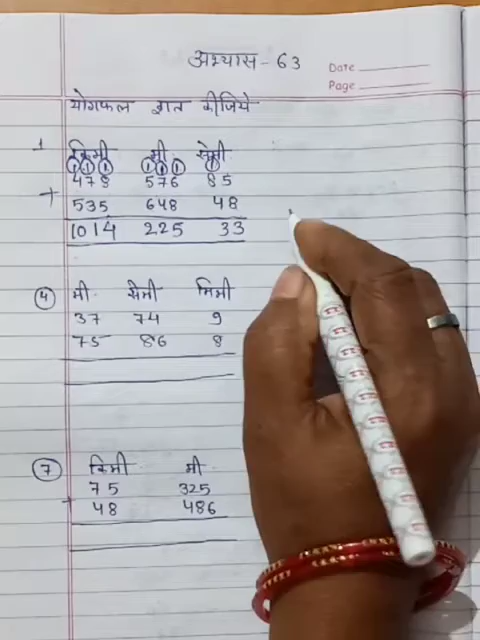 अभ्यास - 63
Date
Page
योगफल ज्ञात कीजिये
1 किमी मी सेमी
1 1 1 1 1 1 1
478 576 85
+ 535 648 48
1014 225 33
4 मी. सेमी मिमी
37 74 9
75 86 8
7 किमी मी
75 325
+ 48 486